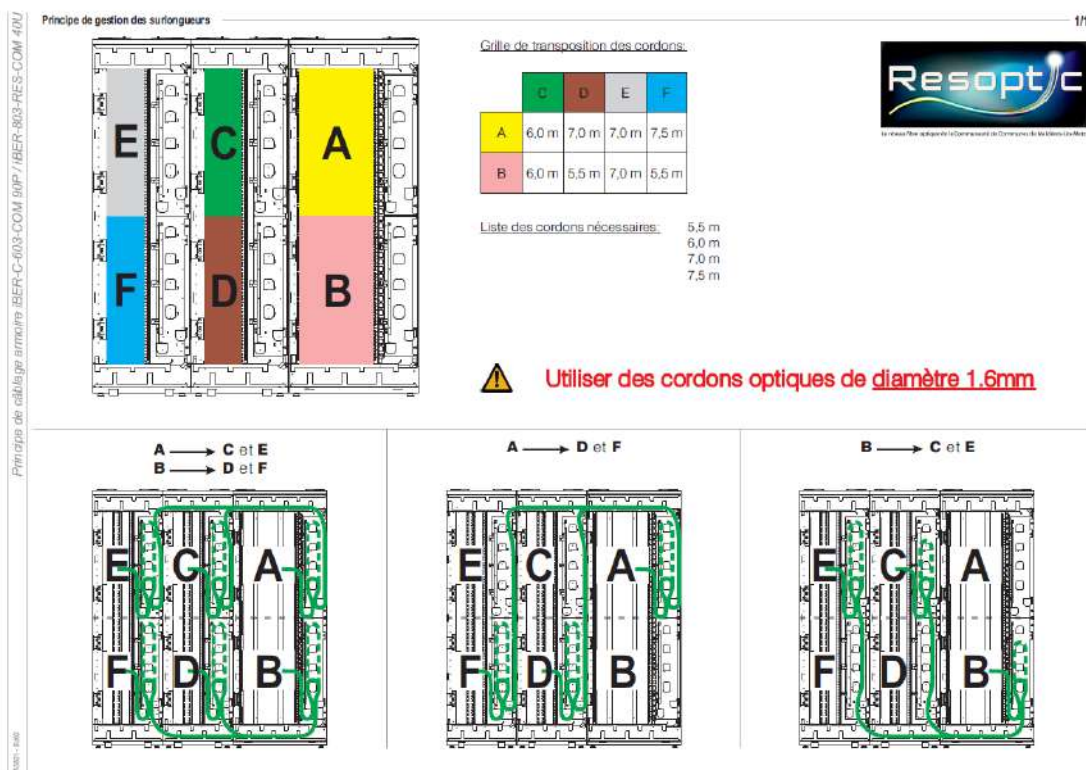 Principe de gestion des surlongueurs
1/1
Principe de câblage armoire IBER-C-603-COM 90P / IBER-803-RES-COM 40U
E C A
F D B
Grille de transposition des cordons:
C D E F
A 6,0 m 7,0 m 7,0 m 7,5 m
B 6,0 m 5,5 m 7,0 m 5,5 m
Liste des cordons nécessaires: 5,5 m
6,0 m
7,0 m
7,5 m
Resoptic
Utiliser des cordons optiques de diamètre 1.6mm
A → C et E
B → D et F
E C A
F D B
A → D et F
E C A
F D B
B → C et E
E C A
F D B